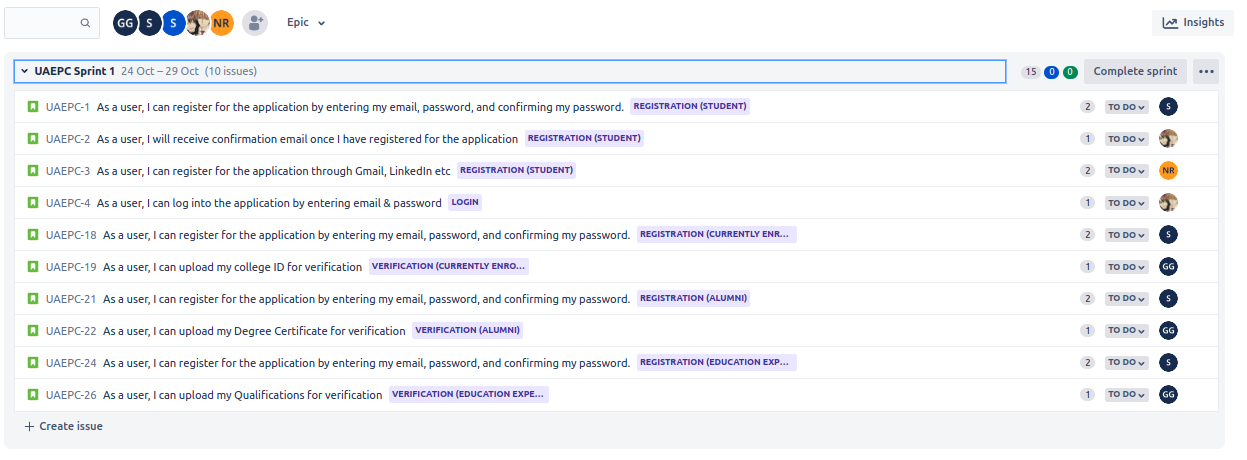 GG S S NR Epic Insights
UAEPC Sprint 1 24 Oct – 29 Oct (10 issues) 15 0 0 Complete sprint
UAEPC-1 As a user, I can register for the application by entering my email, password, and confirming my password. REGISTRATION (STUDENT) 2 TO DO S
UAEPC-2 As a user, I will receive confirmation email once I have registered for the application REGISTRATION (STUDENT) 1 TO DO
UAEPC-3 As a user, I can register for the application through Gmail, LinkedIn etc REGISTRATION (STUDENT) 2 TO DO NR
UAEPC-4 As a user, I can log into the application by entering email & password LOGIN 1 TO DO
UAEPC-18 As a user, I can register for the application by entering my email, password, and confirming my password. REGISTRATION (CURRENTLY ENR... 2 TO DO S
UAEPC-19 As a user, I can upload my college ID for verification VERIFICATION (CURRENTLY ENRO... 1 TO DO GG
UAEPC-21 As a user, I can register for the application by entering my email, password, and confirming my password. REGISTRATION (ALUMNI) 2 TO DO S
UAEPC-22 As a user, I can upload my Degree Certificate for verification VERIFICATION (ALUMNI) 1 TO DO GG
UAEPC-24 As a user, I can register for the application by entering my email, password, and confirming my password. REGISTRATION (EDUCATION EXP... 2 TO DO S
UAEPC-26 As a user, I can upload my Qualifications for verification VERIFICATION (EDUCATION EXPE... 1 TO DO GG
+ Create issue